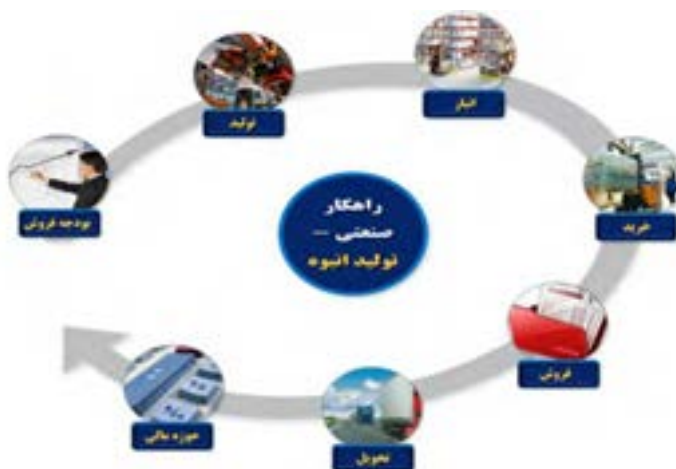 تولید
انبار
بودجه فروش
خرید
راهکار
صنعتی –
تولید انبوه
فروش
تحویل
حوزه مالی